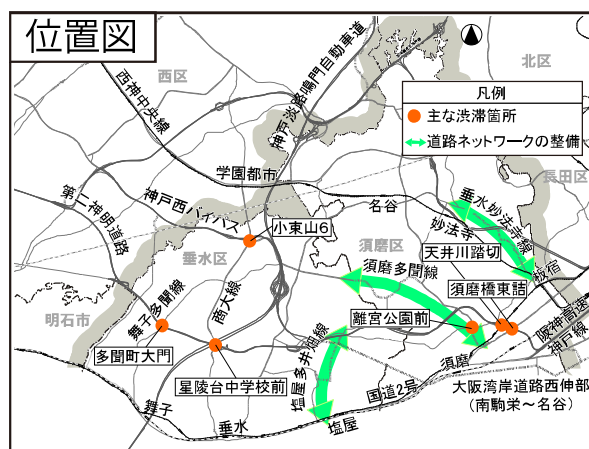 位置図
西区
北区
神戸淡路鳴門自動車道
西神中央線
凡例
主な渋滞箇所
道路ネットワークの整備
学園都市
長田区
第二神明道路
神戸西バイパス
名谷
垂水妙法寺線
妙法寺
小束山6
須磨区
天井川踏切
板宿
垂水区
須磨多聞線
須磨橋東詰
商大線
舞子多聞線
明石市
離宮公園前
阪神高速
神戸線
多聞町大門
塩屋多井畑線
須磨
星陵台中学校前
国道2号
大阪湾岸道路西伸部
(南駒栄～名谷)
舞子
垂水
塩屋